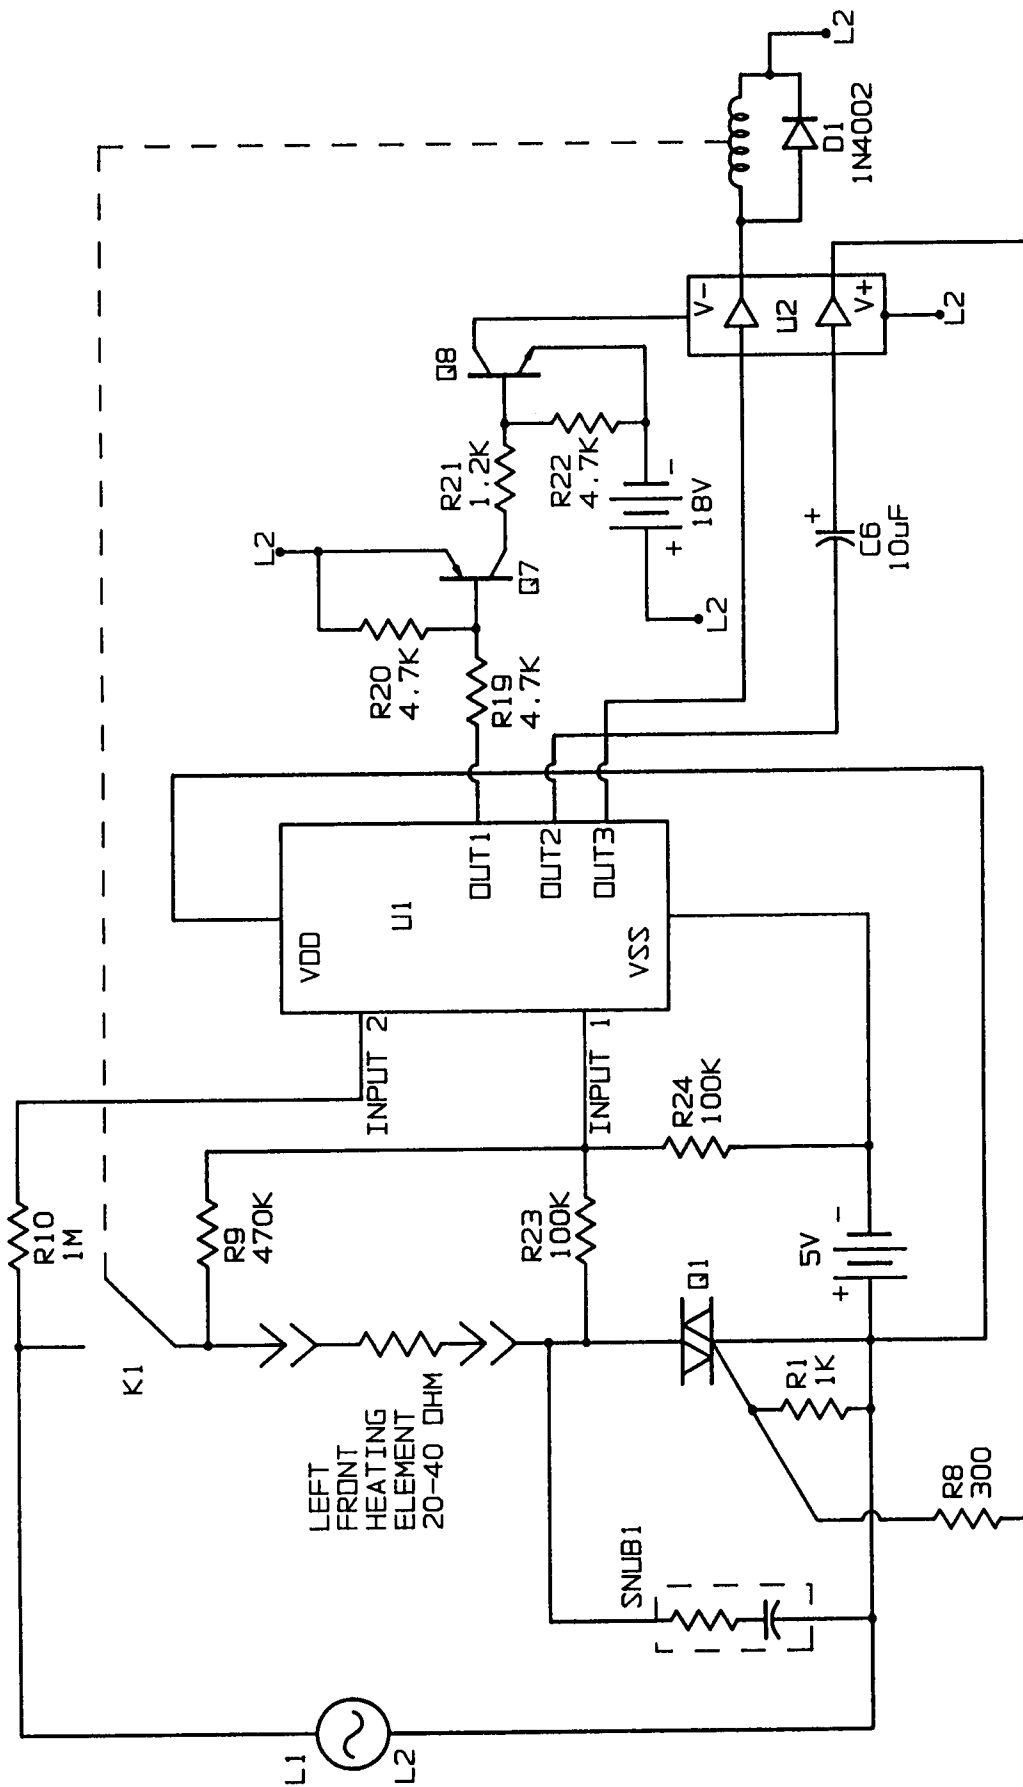 L1
L2
R10
1M
K1
R9
470K
LEFT
FRONT
HEATING
ELEMENT
20-40 OHM
SNUB1
INPUT 2
INPUT 1
R23
100K
R24
100K
Q1
R1
1K
R8
300
+ 5V -
VDD
U1
VSS
OUT1
OUT2
OUT3
L2
R20
4.7K
R19
4.7K
Q7
R21
1.2K
Q8
R22
4.7K
+ 18V -
L2
+
C6
10uF
V-
U2
V+
L2
D1
1N4002
L2